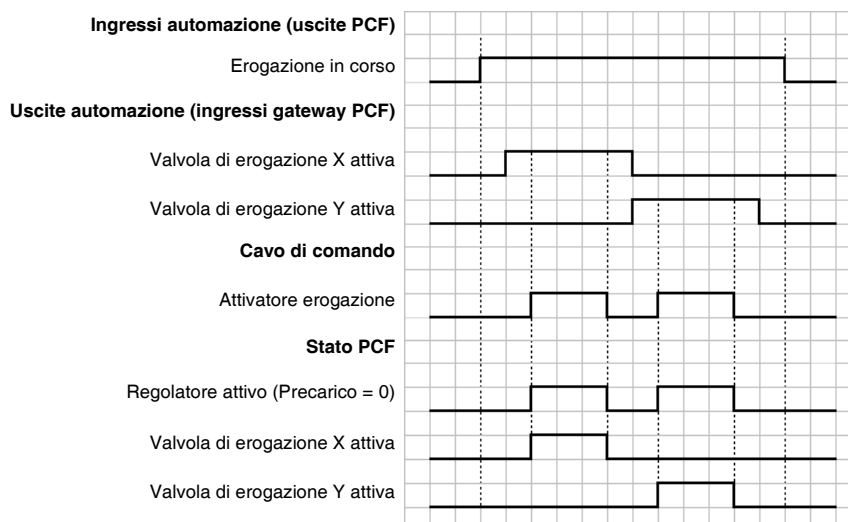 Ingressi automazione (uscite PCF)
Erogazione in corso
Uscite automazione (ingressi gateway PCF)
Valvola di erogazione X attiva
Valvola di erogazione Y attiva
Cavo di comando
Attivatore erogazione
Stato PCF
Regolatore attivo (Precarico = 0)
Valvola di erogazione X attiva
Valvola di erogazione Y attiva